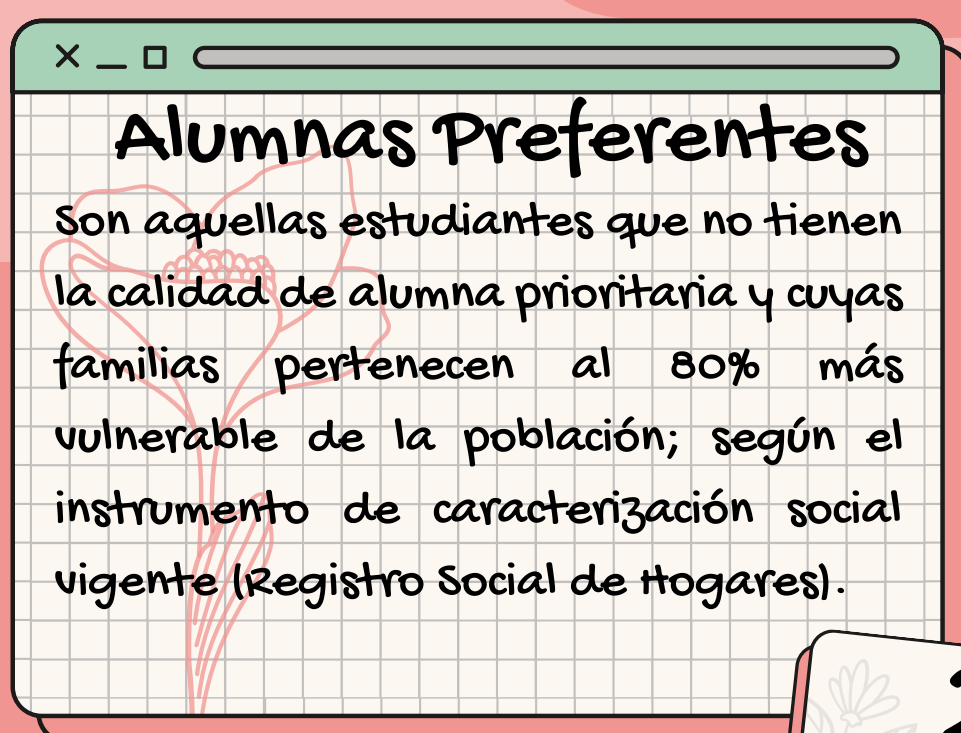 Alumnas Preferentes
Son aquellas estudiantes que no tienen
la calidad de alumna prioritaria y cuyas
familias pertenecen al 80% más
vulnerable de la población; según el
instrumento de caracterización social
vigente (Registro Social de Hogares).